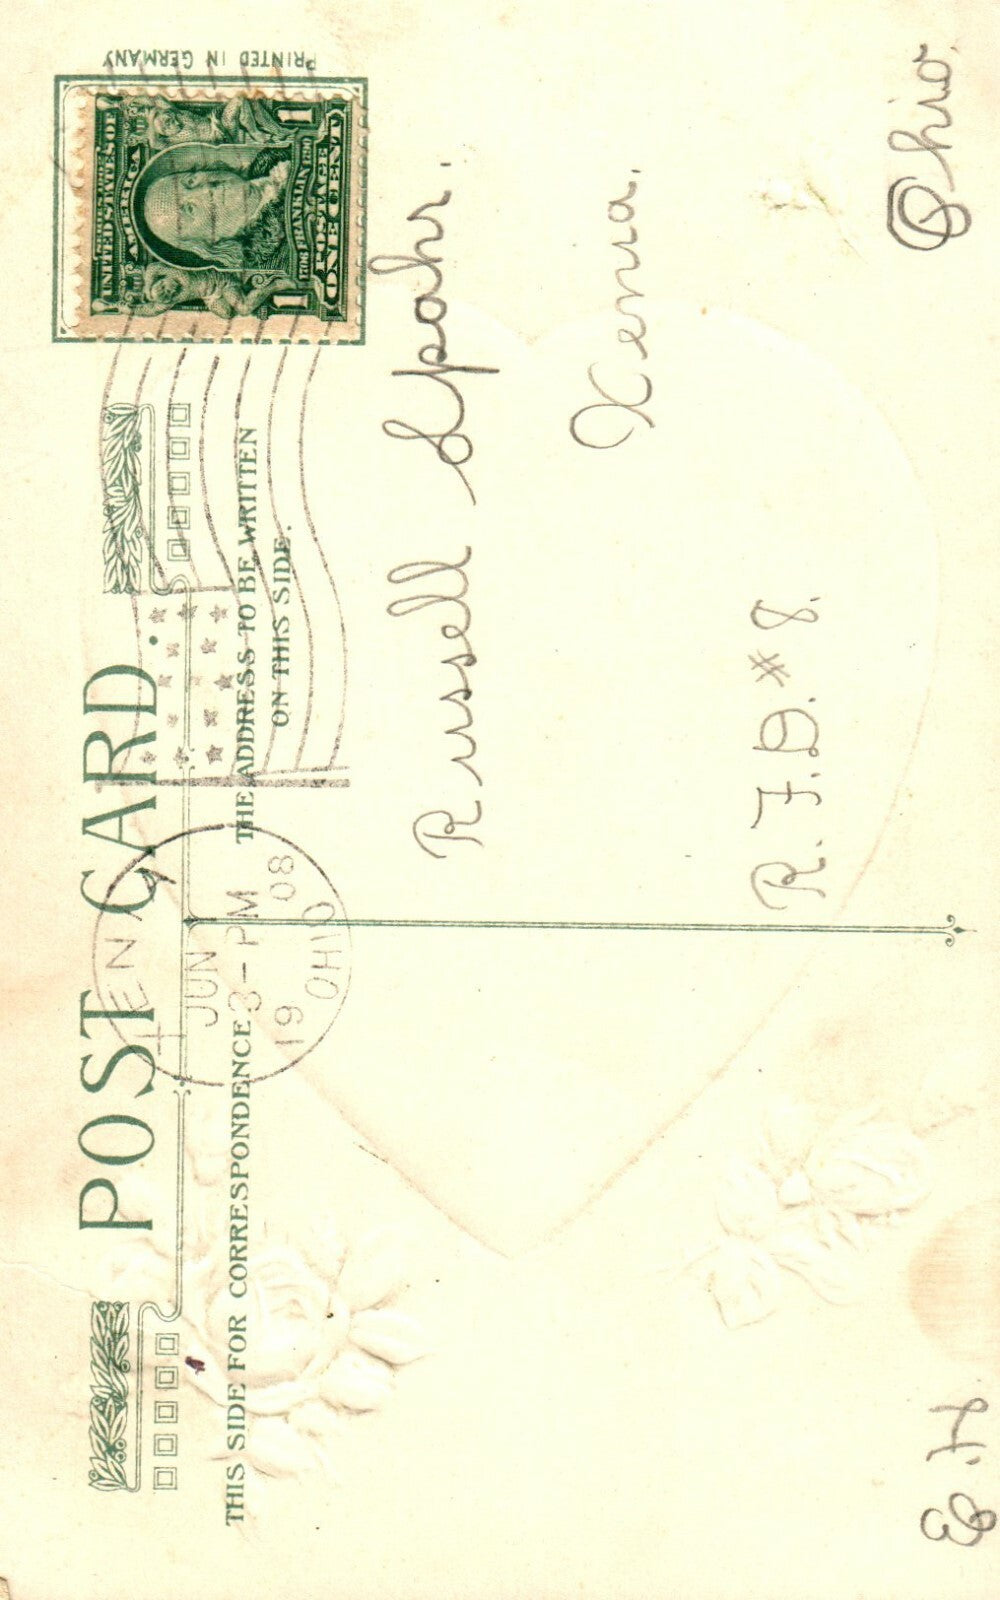 PRINTED IN GERMANY
POST CARD.
THIS SIDE FOR CORRESPONDENCE.
THE ADDRESS TO BE WRITTEN
ON THIS SIDE.
UNITED STATES OF
AMERICA
1706 FRANKLIN 1790
POSTAGE
1 ONE CENT 1
JUN
3-PM
19 08
OHIO
Russell Spahr.
Xenia.
R.F.D. # 8.
Ohio
E.H